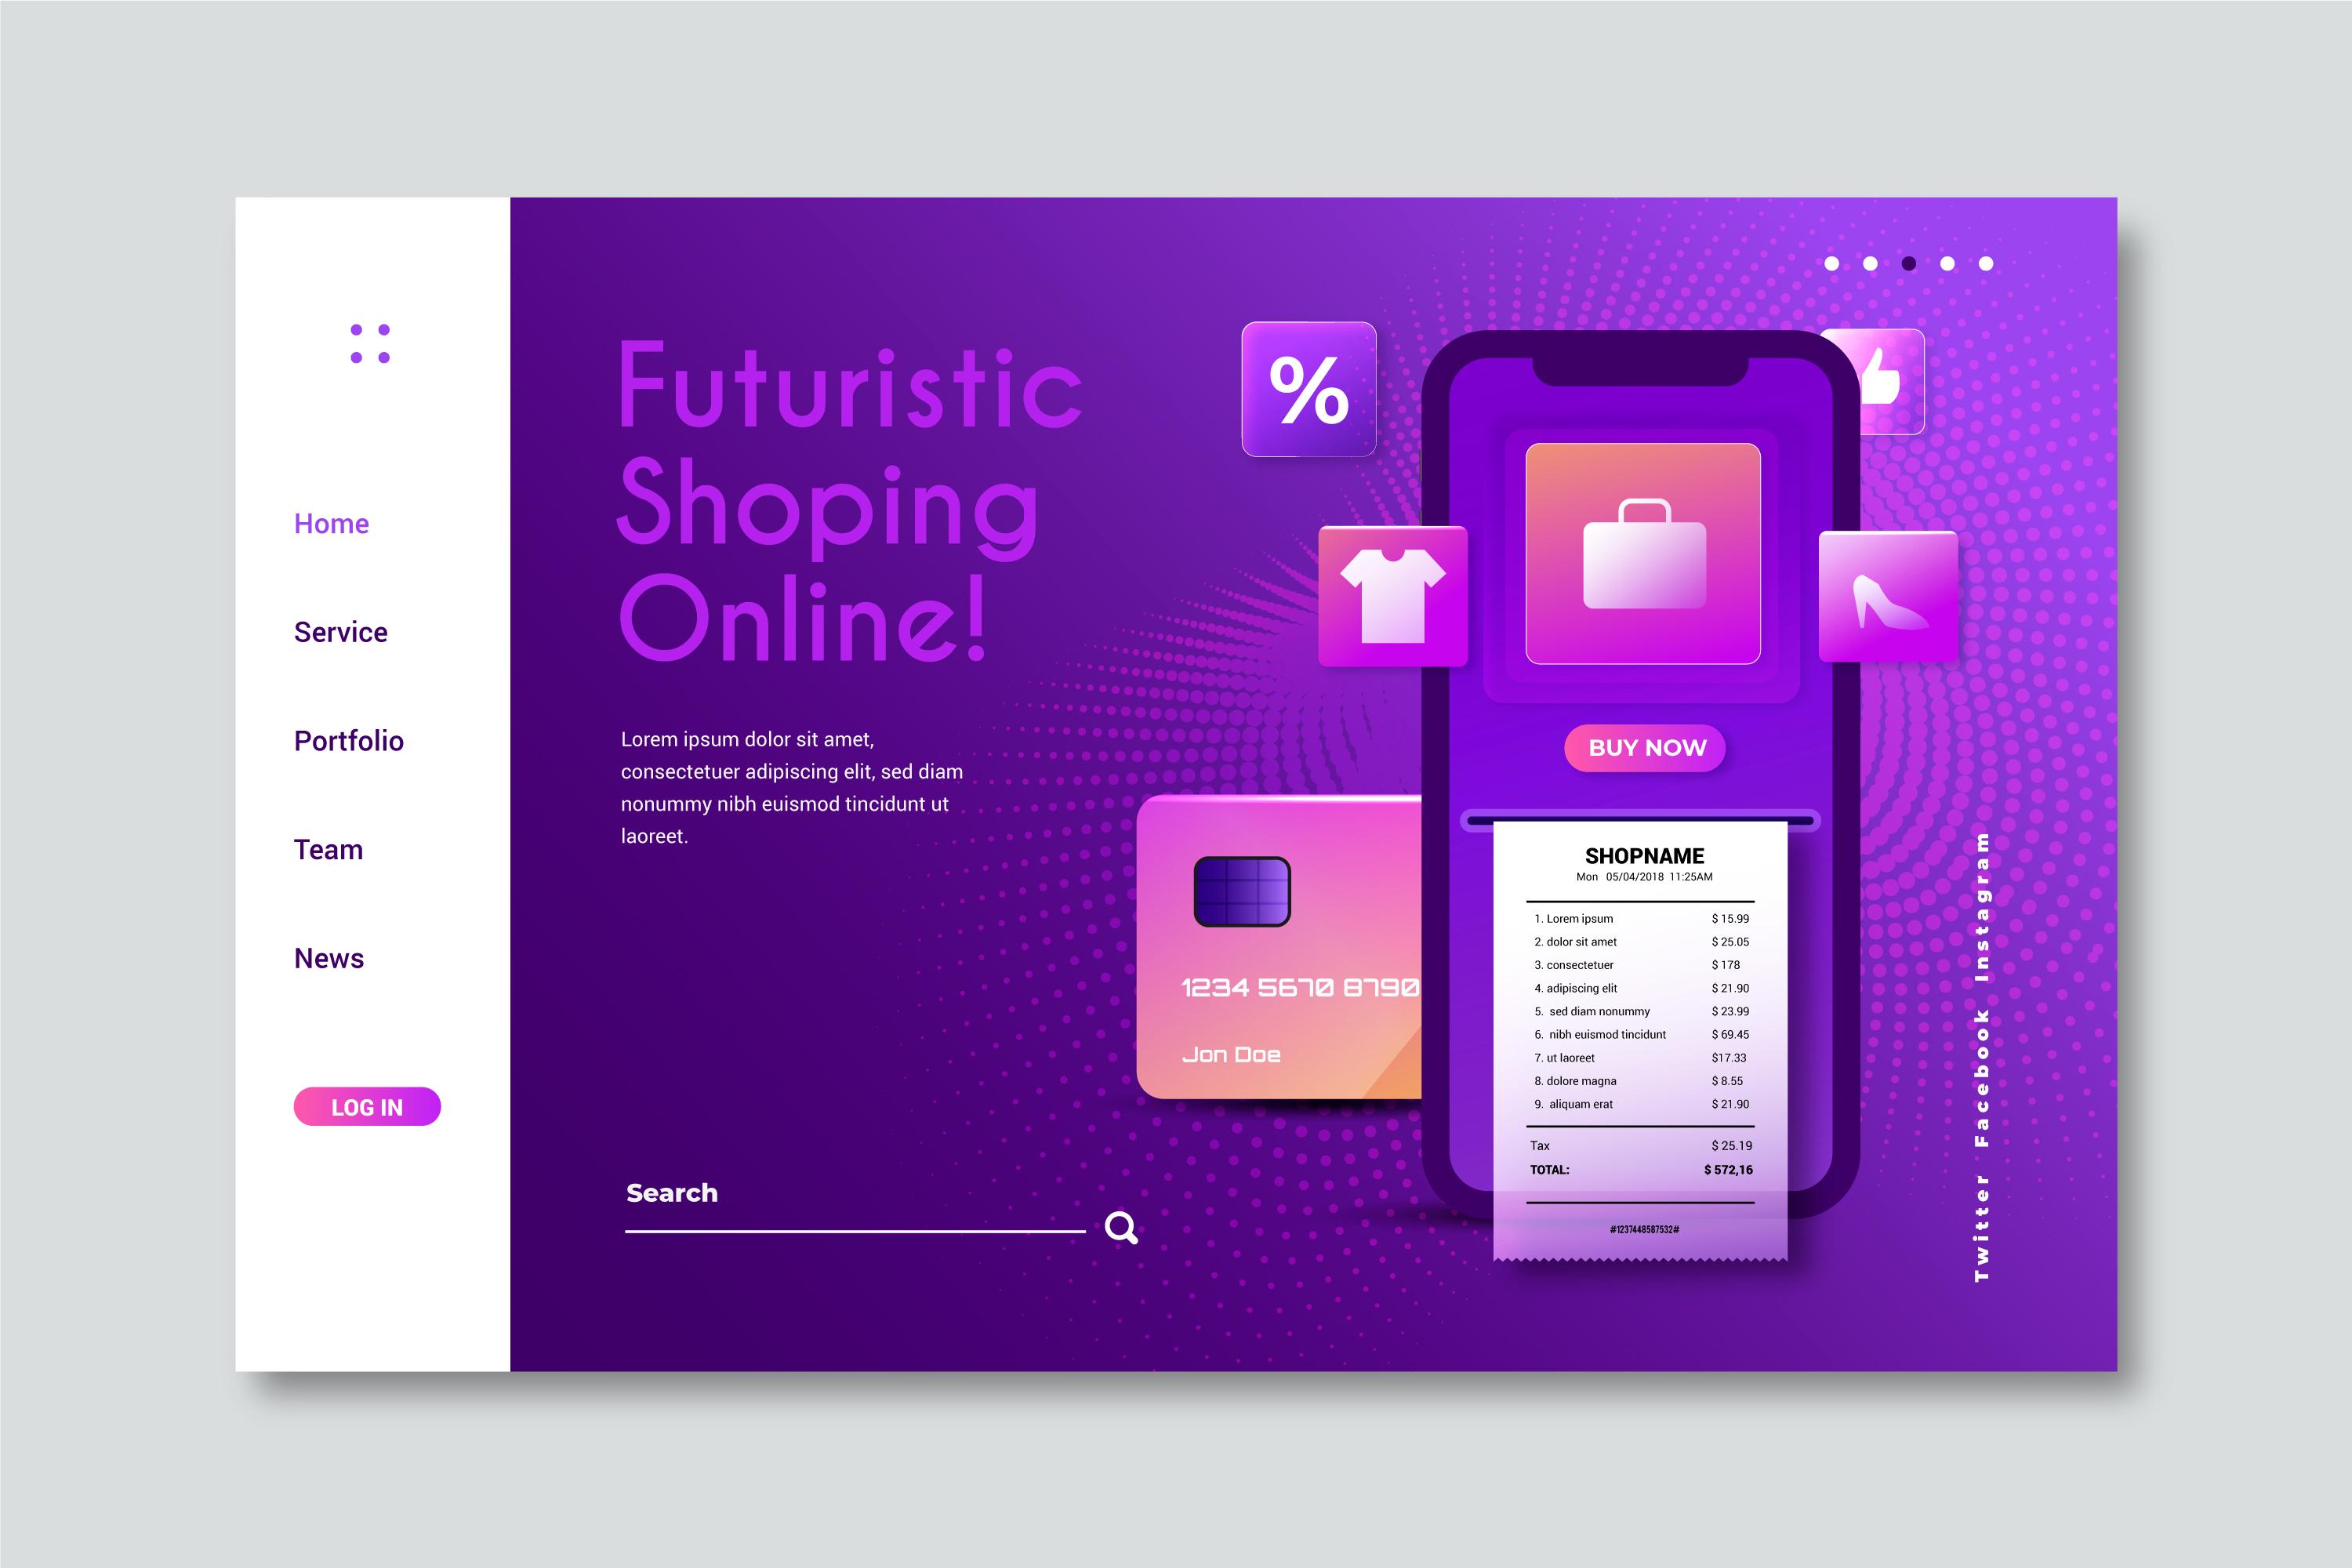 Home
Service
Portfolio
Team
News
LOG IN
Futuristic
Shoping
Online!
Lorem ipsum dolor sit amet,
consectetuer adipiscing elit, sed diam
nonummy nibh euismod tincidunt ut
laoreet.
Search
%
1234 5670 8790
Jon Doe
BUY NOW
SHOPNAME
Mon 05/04/2018 11:25AM
1. Lorem ipsum $ 15.99
2. dolor sit amet $ 25.05
3. consectetuer $ 178
4. adipiscing elit $ 21.90
5. sed diam nonummy $ 23.99
6. nibh euismod tincidunt $ 69.45
7. ut laoreet $17.33
8. dolore magna $ 8.55
9. aliquam erat $ 21.90
Tax $ 25.19
TOTAL: $ 572,16
#1237448587532#
Twitter Facebook Instagram